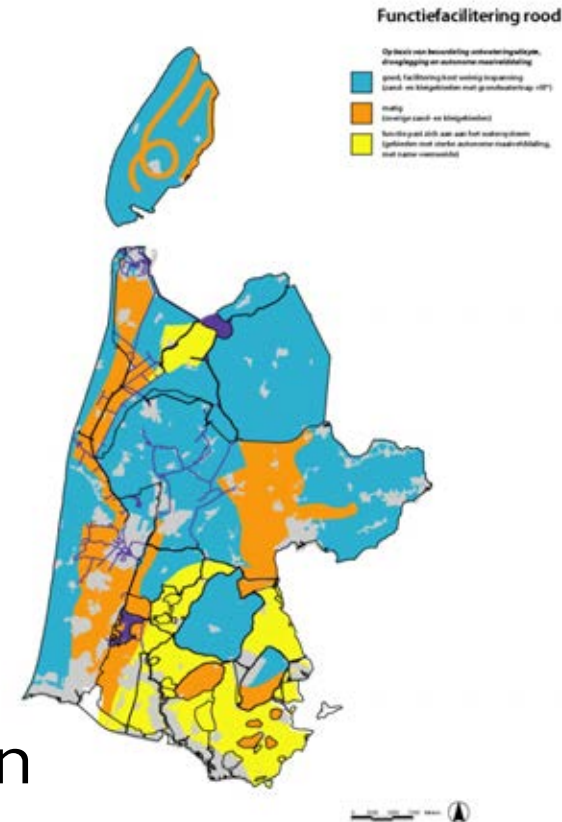 Functiefacilitering rood
Op basis van beoordeling ontwateringsdiepte,
drooglegging en autonome maaivelddaling
goed, facilitering kost weinig inspanning
(zand- en kleigebieden met grondwatertrap
matig
(overige zand- en kleigebieden)
functie past zich aan aan het watersysteem
(gebieden met sterke autonome maaivelddaling,
met name veenweide)
n